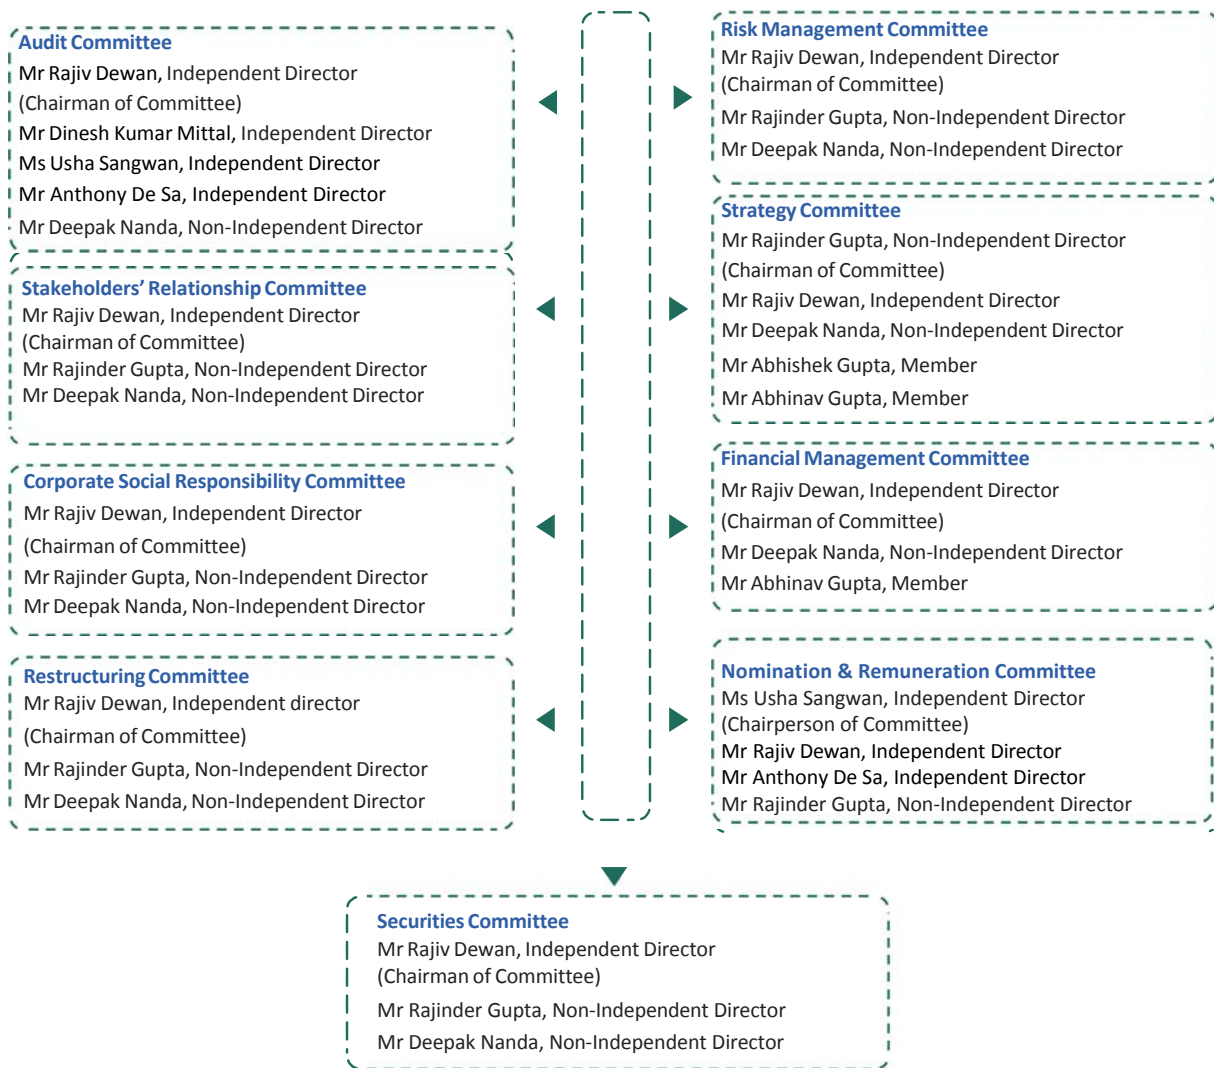 Audit Committee
Mr Rajiv Dewan, Independent Director
(Chairman of Committee)
Mr Dinesh Kumar Mittal, Independent Director
Ms Usha Sangwan, Independent Director
Mr Anthony De Sa, Independent Director
Mr Deepak Nanda, Non-Independent Director
Stakeholders’ Relationship Committee
Mr Rajiv Dewan, Independent Director
(Chairman of Committee)
Mr Rajinder Gupta, Non-Independent Director
Mr Deepak Nanda, Non-Independent Director
Corporate Social Responsibility Committee
Mr Rajiv Dewan, Independent Director
(Chairman of Committee)
Mr Rajinder Gupta, Non-Independent Director
Mr Deepak Nanda, Non-Independent Director
Restructuring Committee
Mr Rajiv Dewan, Independent director
(Chairman of Committee)
Mr Rajinder Gupta, Non-Independent Director
Mr Deepak Nanda, Non-Independent Director
Risk Management Committee
Mr Rajiv Dewan, Independent Director
(Chairman of Committee)
Mr Rajinder Gupta, Non-Independent Director
Mr Deepak Nanda, Non-Independent Director
Strategy Committee
Mr Rajinder Gupta, Non-Independent Director
(Chairman of Committee)
Mr Rajiv Dewan, Independent Director
Mr Deepak Nanda, Non-Independent Director
Mr Abhishek Gupta, Member
Mr Abhinav Gupta, Member
Financial Management Committee
Mr Rajiv Dewan, Independent Director
(Chairman of Committee)
Mr Deepak Nanda, Non-Independent Director
Mr Abhinav Gupta, Member
Nomination & Remuneration Committee
Ms Usha Sangwan, Independent Director
(Chairperson of Committee)
Mr Rajiv Dewan, Independent Director
Mr Anthony De Sa, Independent Director
Mr Rajinder Gupta, Non-Independent Director
Securities Committee
Mr Rajiv Dewan, Independent Director
(Chairman of Committee)
Mr Rajinder Gupta, Non-Independent Director
Mr Deepak Nanda, Non-Independent Director